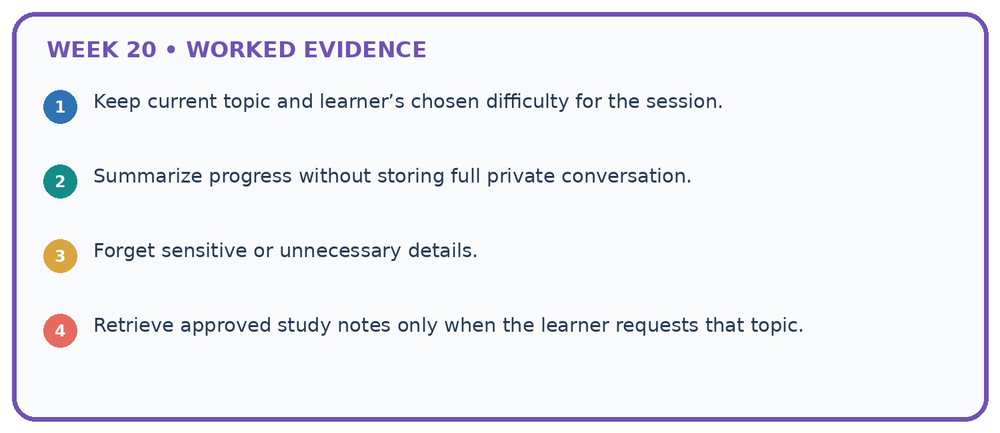 WEEK 20 • WORKED EVIDENCE
1 Keep current topic and learner’s chosen difficulty for the session.
2 Summarize progress without storing full private conversation.
3 Forget sensitive or unnecessary details.
4 Retrieve approved study notes only when the learner requests that topic.